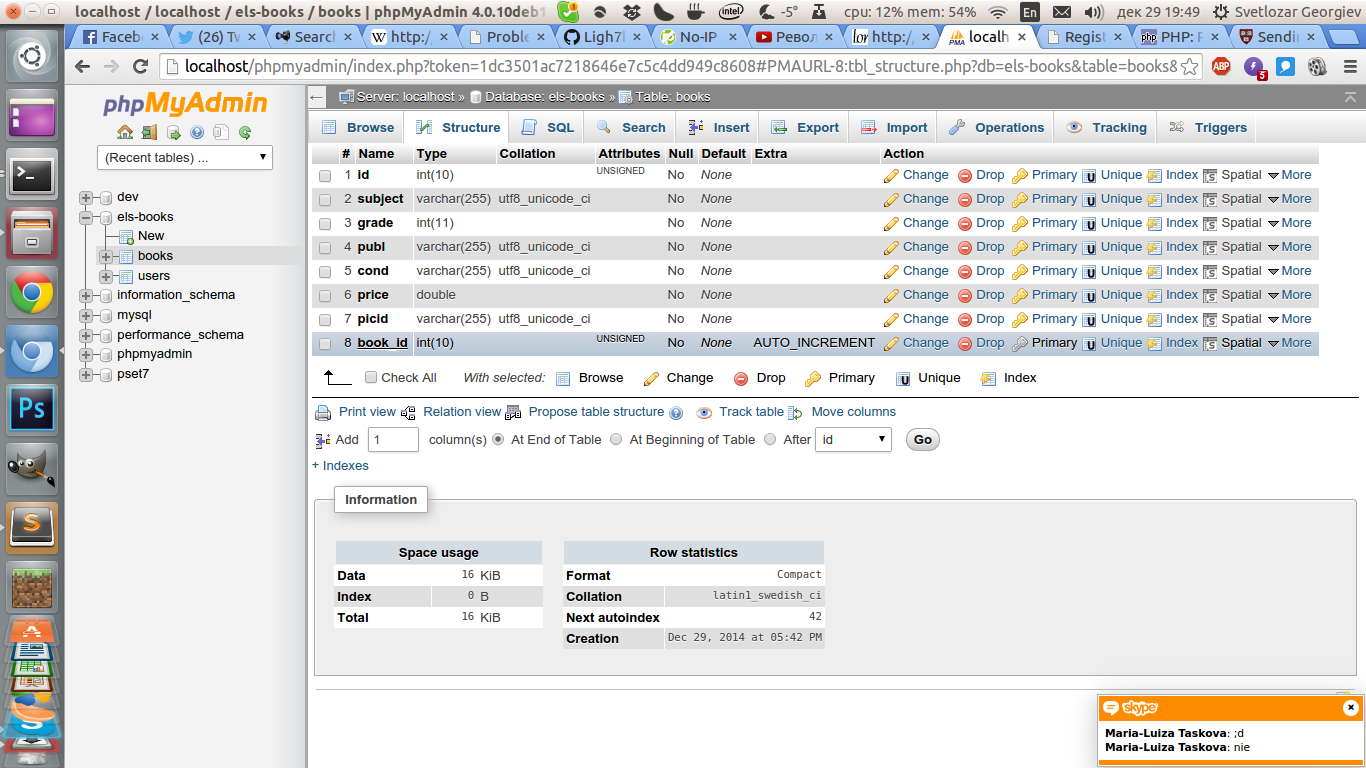 localhost / localhost / els-books / books | phpMyAdmin 4.0.10deb1
intel -5° cpu: 12% mem: 54% En дек 29 19:49 Svetlozar Georgiev
Faceb (26) Tw Searc http:/ Proble Ligh7l No-IP Револ lor http:/ PMA localh Regist php PHP: F Sendi
localhost/phpmyadmin/index.php?token=1dc3501ac7218646e7c5c4dd949c8608#PMAURL-8:tbl_structure.php?db=els-books&table=books& ABP 5
phpMyAdmin
(Recent tables) ...
dev
els-books
New
books
users
information_schema
mysql
performance_schema
phpmyadmin
pset7
Server: localhost » Database: els-books » Table: books
Browse Structure SQL Search Insert Export Import Operations Tracking Triggers
# Name Type Collation Attributes Null Default Extra Action
1 id int(10) UNSIGNED No None Change Drop Primary Unique Index Spatial More
2 subject varchar(255) utf8_unicode_ci No None Change Drop Primary Unique Index Spatial More
3 grade int(11) No None Change Drop Primary Unique Index Spatial More
4 publ varchar(255) utf8_unicode_ci No None Change Drop Primary Unique Index Spatial More
5 cond varchar(255) utf8_unicode_ci No None Change Drop Primary Unique Index Spatial More
6 price double No None Change Drop Primary Unique Index Spatial More
7 picid varchar(255) utf8_unicode_ci No None Change Drop Primary Unique Index Spatial More
8 book_id int(10) UNSIGNED No None AUTO_INCREMENT Change Drop Primary Unique Index Spatial More
Check All With selected: Browse Change Drop Primary Unique Index
Print view Relation view Propose table structure Track table Move columns
Add 1 column(s) At End of Table At Beginning of Table After id Go
+ Indexes
Information
Space usage
Data 16 KiB
Index 0 B
Total 16 KiB
Row statistics
Format Compact
Collation latin1_swedish_ci
Next autoindex 42
Creation Dec 29, 2014 at 05:42 PM
Ps
S
skype
Maria-Luiza Taskova: ;d
Maria-Luiza Taskova: nie